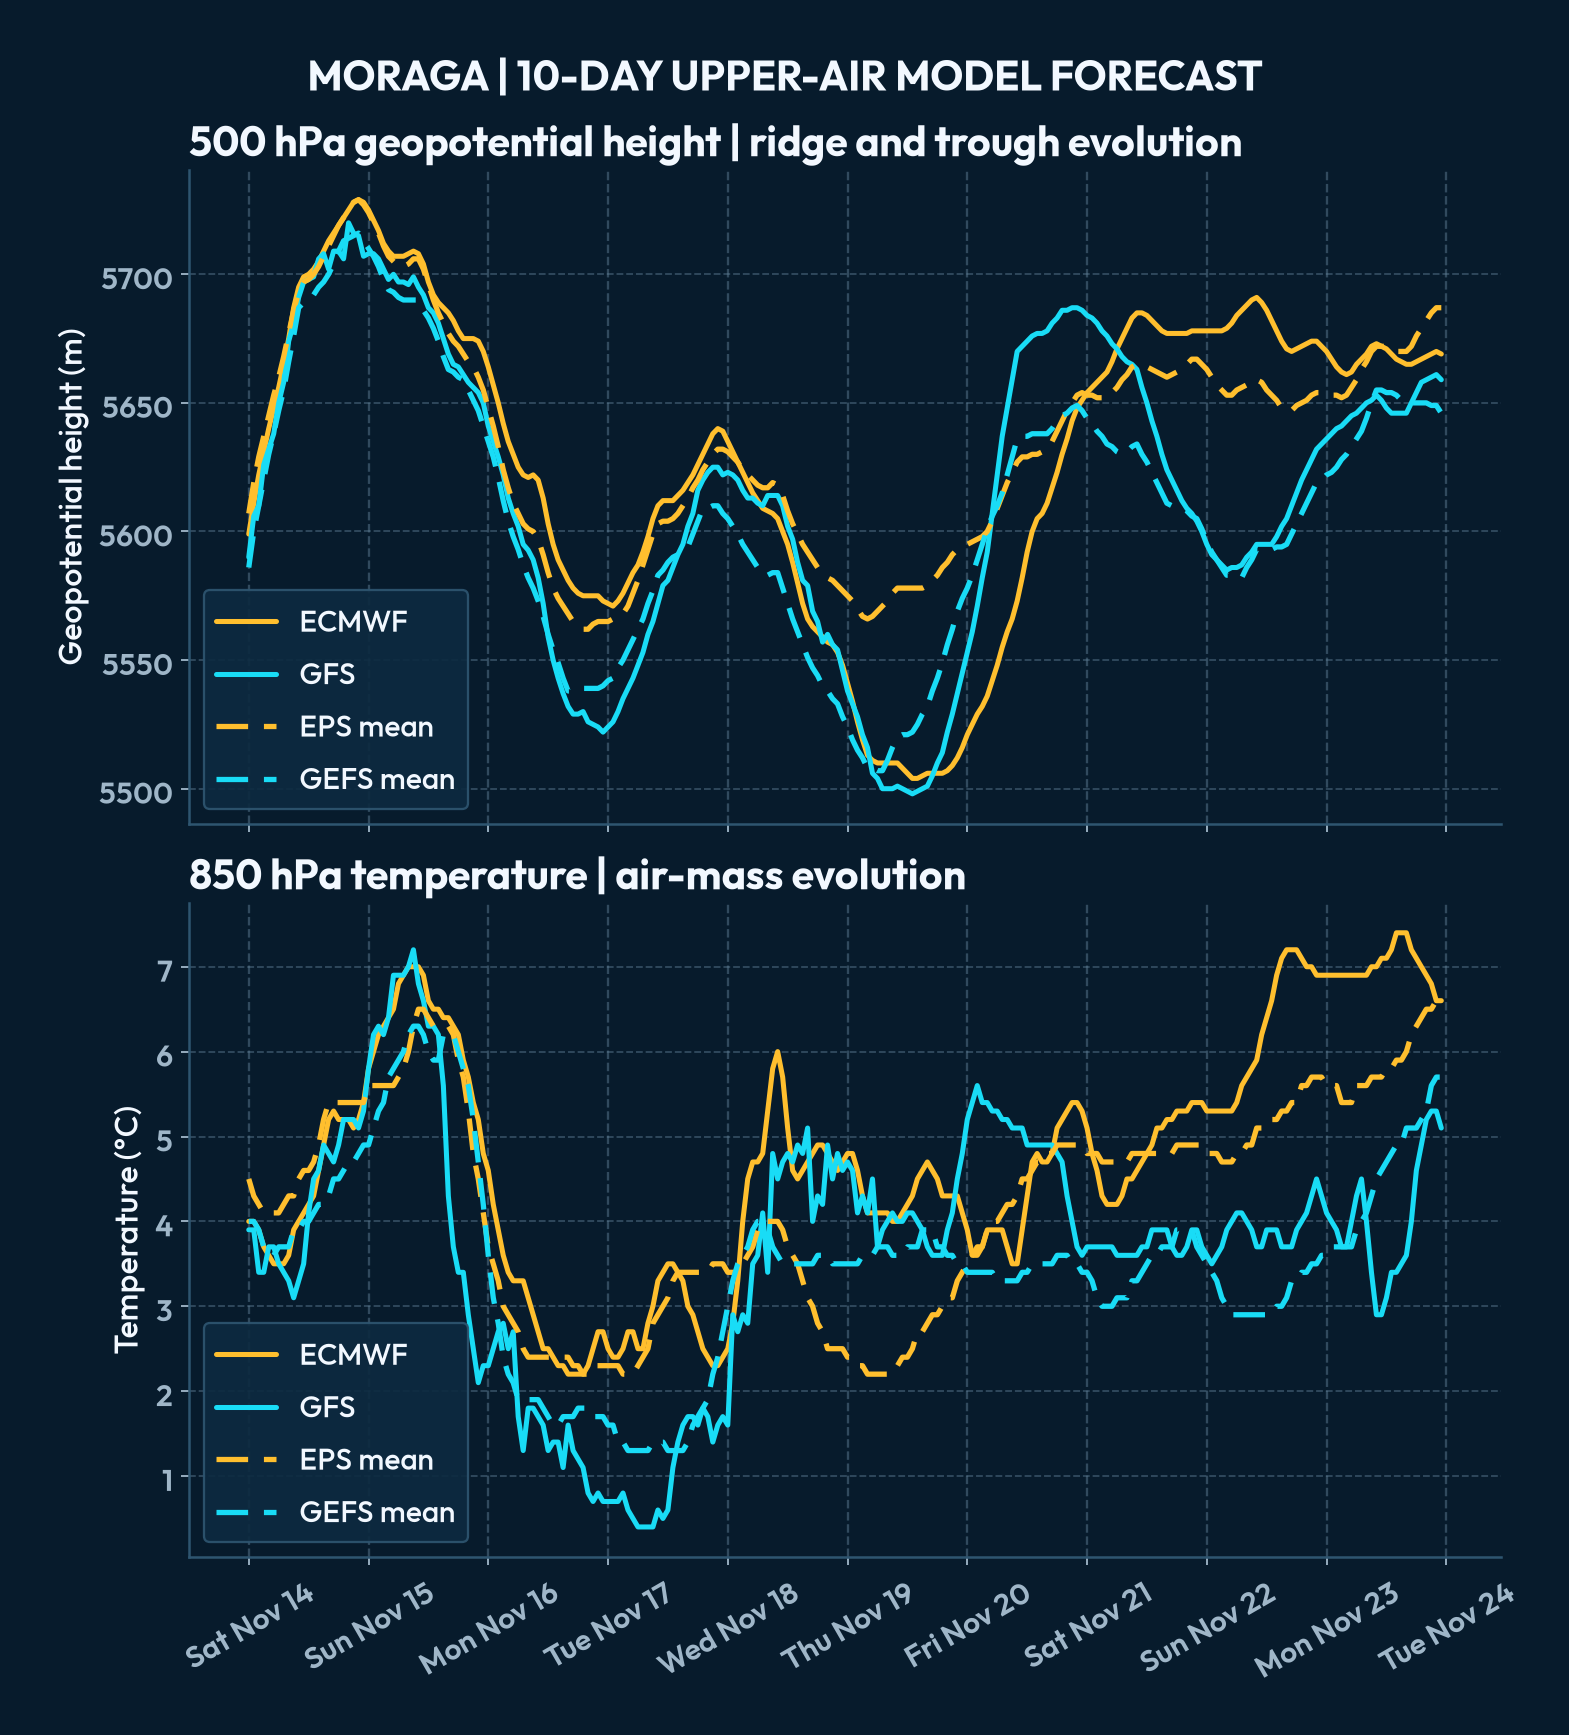 MORAGA | 10-DAY UPPER-AIR MODEL FORECAST
500 hPa geopotential height | ridge and trough evolution
Geopotential height (m)
5700
5650
5600
5550
5500
ECMWF
GFS
EPS mean
GEFS mean
850 hPa temperature | air-mass evolution
Temperature (°C)
7
6
5
4
3
2
1
ECMWF
GFS
EPS mean
GEFS mean
Sat Nov 14
Sun Nov 15
Mon Nov 16
Tue Nov 17
Wed Nov 18
Thu Nov 19
Fri Nov 20
Sat Nov 21
Sun Nov 22
Mon Nov 23
Tue Nov 24